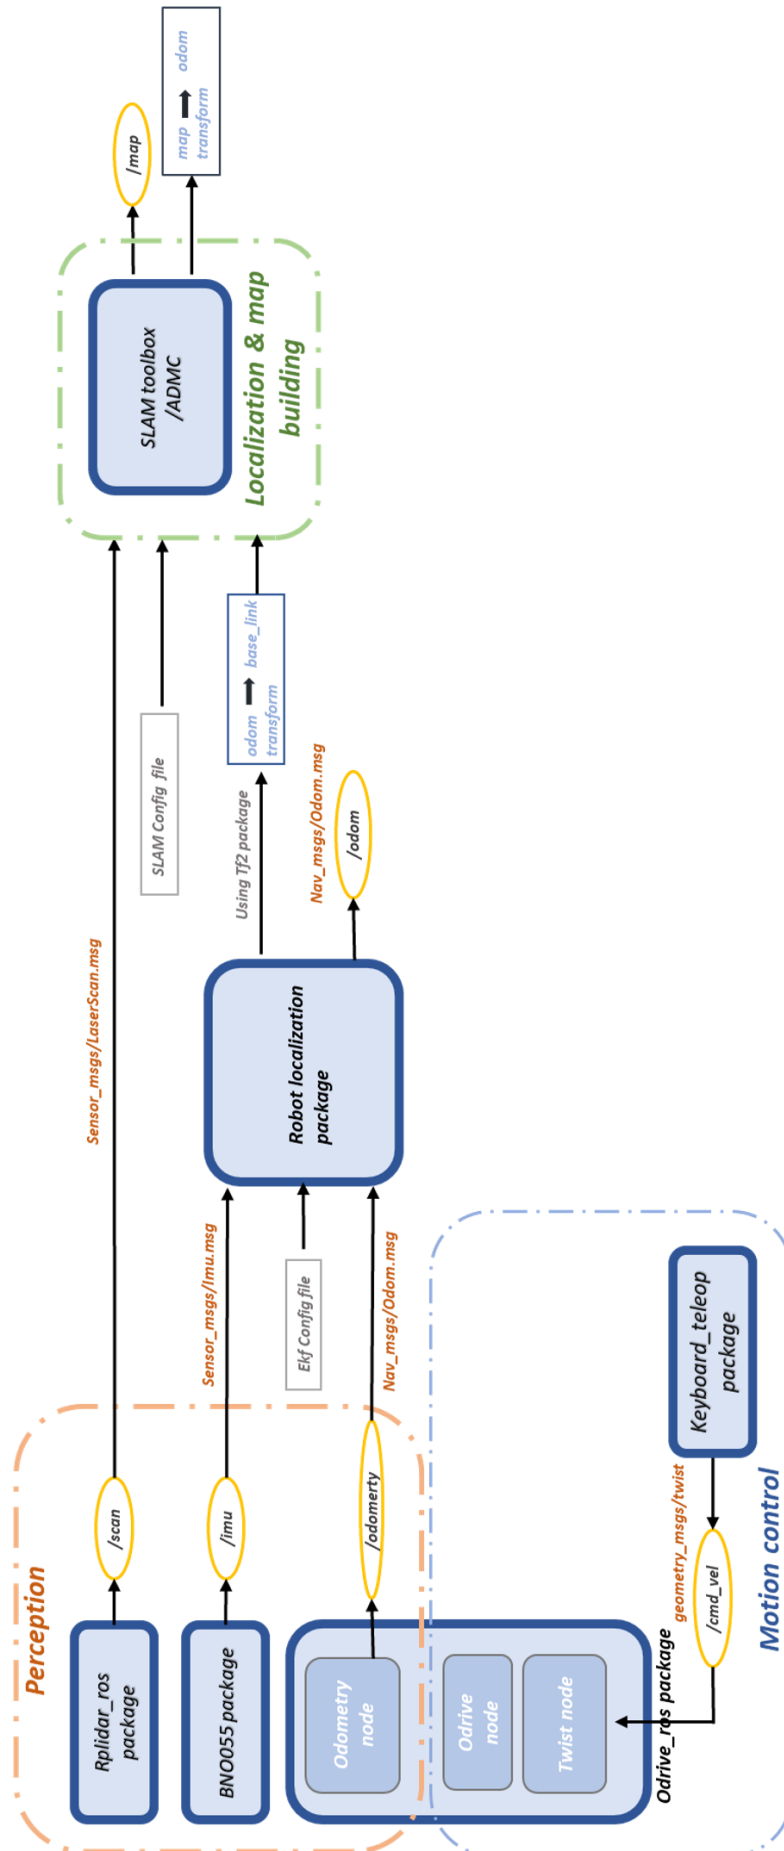 Perception
Rplidar_ros
package
/scan
Sensor_msgs/LaserScan.msg
BNO055 package
/imu
Sensor_msgs/Imu.msg
Odometry
node
/odomerty
Nav_msgs/Odom.msg
Ekf Config file
Robot localization
package
Using Tf2 package
odom
base_link
transform
Nav_msgs/Odom.msg
/odom
SLAM Config file
SLAM toolbox
/ADMC
Localization & map
building
/map
map
odom
transform
Odrive
node
Twist node
Odrive_ros package
geometry_msgs/twist
/cmd_vel
Keyboard_teleop
package
Motion control